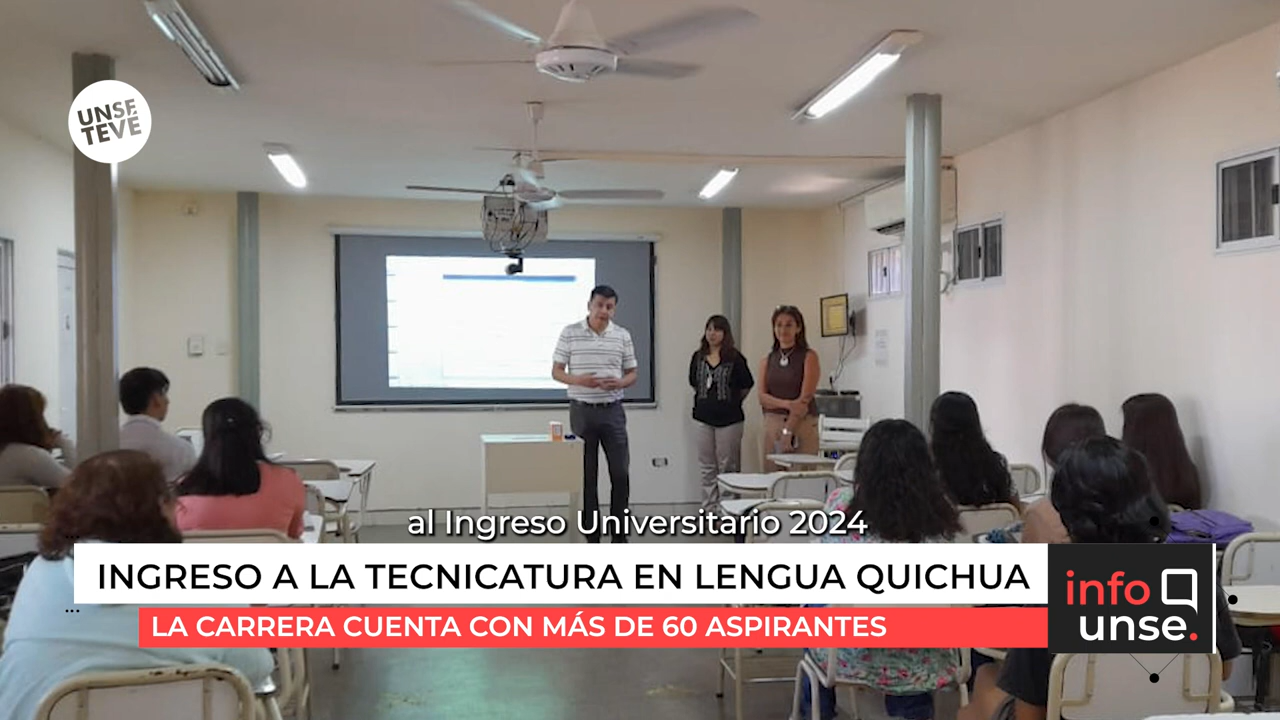 UNSE
TEVE
al Ingreso Universitario 2024
INGRESO A LA TECNICATURA EN LENGUA QUICHUA
LA CARRERA CUENTA CON MÁS DE 60 ASPIRANTES
info
unse.